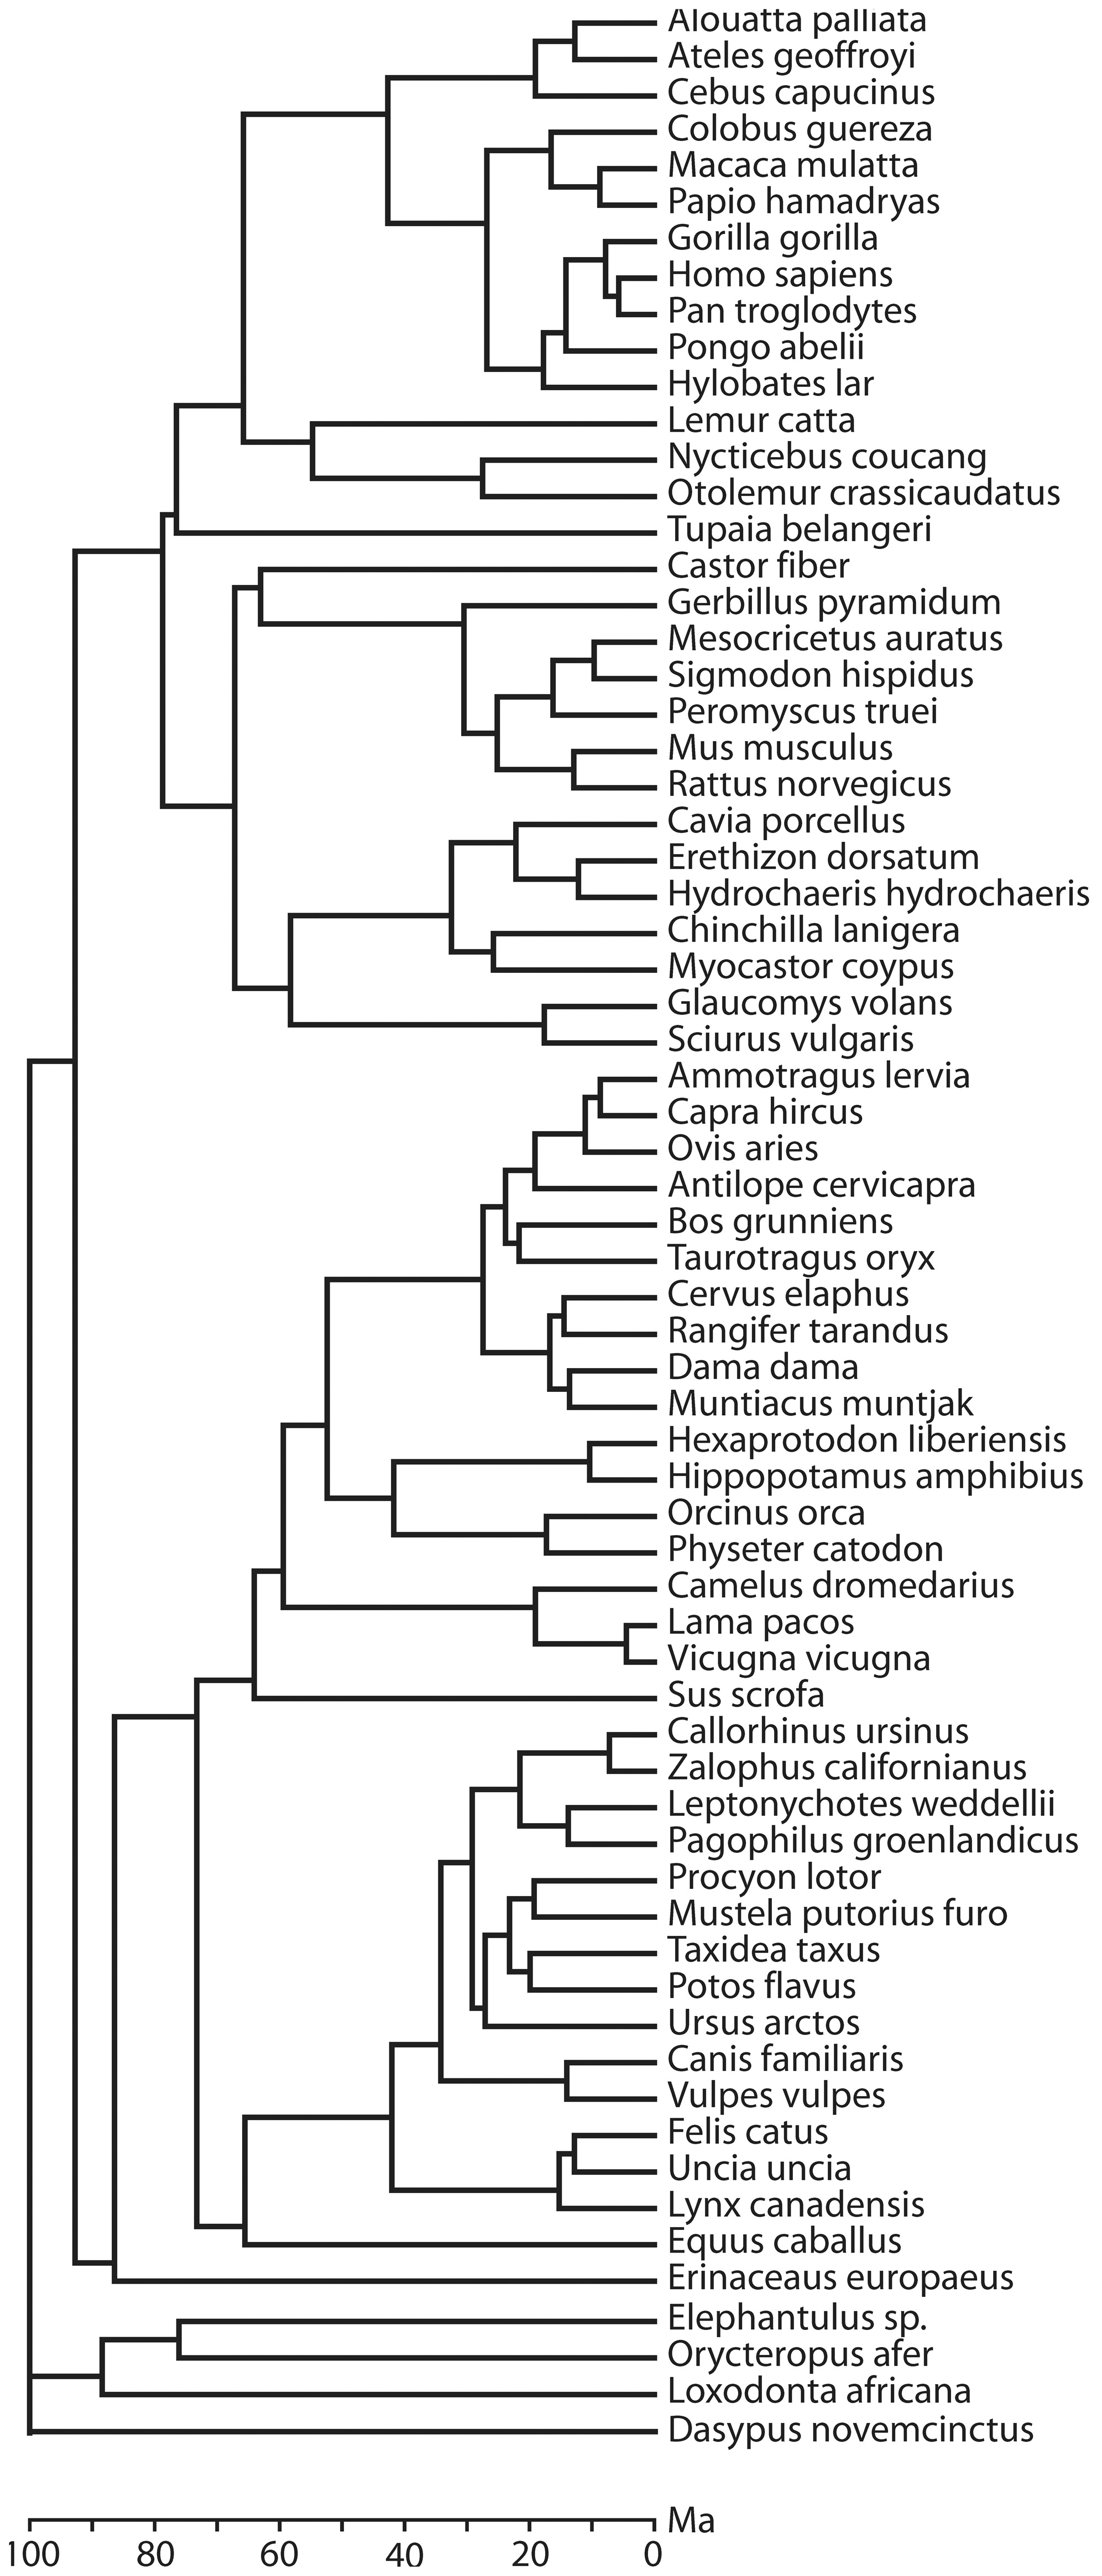 Alouatta palliata
Ateles geoffroyi
Cebus capucinus
Colobus guereza
Macaca mulatta
Papio hamadryas
Gorilla gorilla
Homo sapiens
Pan troglodytes
Pongo abelii
Hylobates lar
Lemur catta
Nycticebus coucang
Otolemur crassicaudatus
Tupaia belangeri
Castor fiber
Gerbillus pyramidum
Mesocricetus auratus
Sigmodon hispidus
Peromyscus truei
Mus musculus
Rattus norvegicus
Cavia porcellus
Erethizon dorsatum
Hydrochaeris hydrochaeris
Chinchilla lanigera
Myocastor coypus
Glaucomys volans
Sciurus vulgaris
Ammotragus lervia
Capra hircus
Ovis aries
Antilope cervicapra
Bos grunniens
Taurotragus oryx
Cervus elaphus
Rangifer tarandus
Dama dama
Muntiacus muntjak
Hexaprotodon liberiensis
Hippopotamus amphibius
Orcinus orca
Physeter catodon
Camelus dromedarius
Lama pacos
Vicugna vicugna
Sus scrofa
Callorhinus ursinus
Zalophus californianus
Leptonychotes weddellii
Pagophilus groenlandicus
Procyon lotor
Mustela putorius furo
Taxidea taxus
Potos flavus
Ursus arctos
Canis familiaris
Vulpes vulpes
Felis catus
Uncia uncia
Lynx canadensis
Equus caballus
Erinaceaus europaeus
Elephantulus sp.
Orycteropus afer
Loxodonta africana
Dasypus novemcinctus
Ma
100 80 60 40 20 0